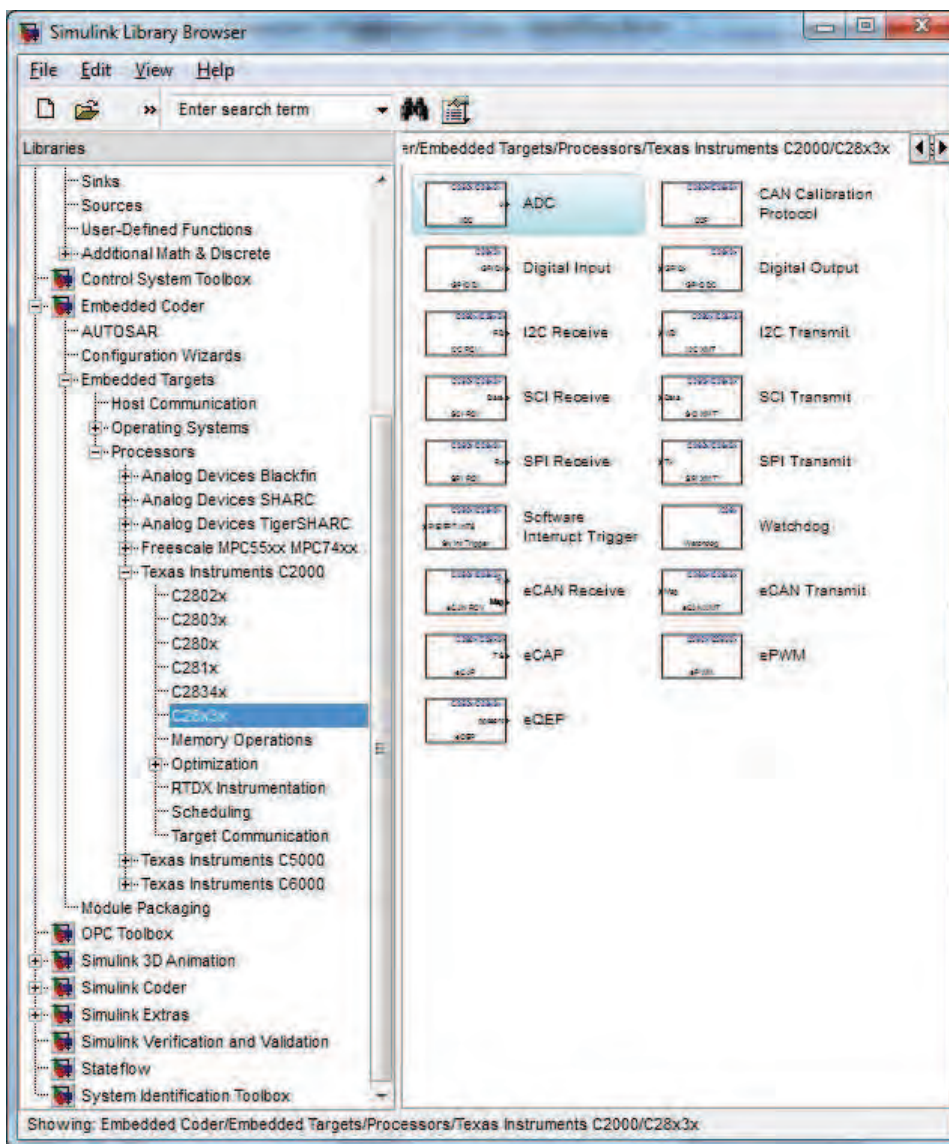 Simulink Library Browser
File Edit View Help
» Enter search term
Libraries
er/Embedded Targets/Processors/Texas Instruments C2000/C28x3x
Sinks
Sources
User-Defined Functions
Additional Math & Discrete
Control System Toolbox
Embedded Coder
AUTOSAR
Configuration Wizards
Embedded Targets
Host Communication
Operating Systems
Processors
Analog Devices Blackfin
Analog Devices SHARC
Analog Devices TigerSHARC
Freescale MPC55xx MPC74xx
Texas Instruments C2000
C2802x
C2803x
C280x
C281x
C2834x
C28x3x
Memory Operations
Optimization
RTDX Instrumentation
Scheduling
Target Communication
Texas Instruments C5000
Texas Instruments C6000
Module Packaging
OPC Toolbox
Simulink 3D Animation
Simulink Coder
Simulink Extras
Simulink Verification and Validation
Stateflow
System Identification Toolbox
ADC
CAN Calibration
Protocol
Digital Input
Digital Output
I2C Receive
I2C Transmit
SCI Receive
SCI Transmit
SPI Receive
SPI Transmit
Software
Interrupt Trigger
Watchdog
eCAN Receive
eCAN Transmit
eCAP
ePWM
eQEP
Showing: Embedded Coder/Embedded Targets/Processors/Texas Instruments C2000/C28x3x